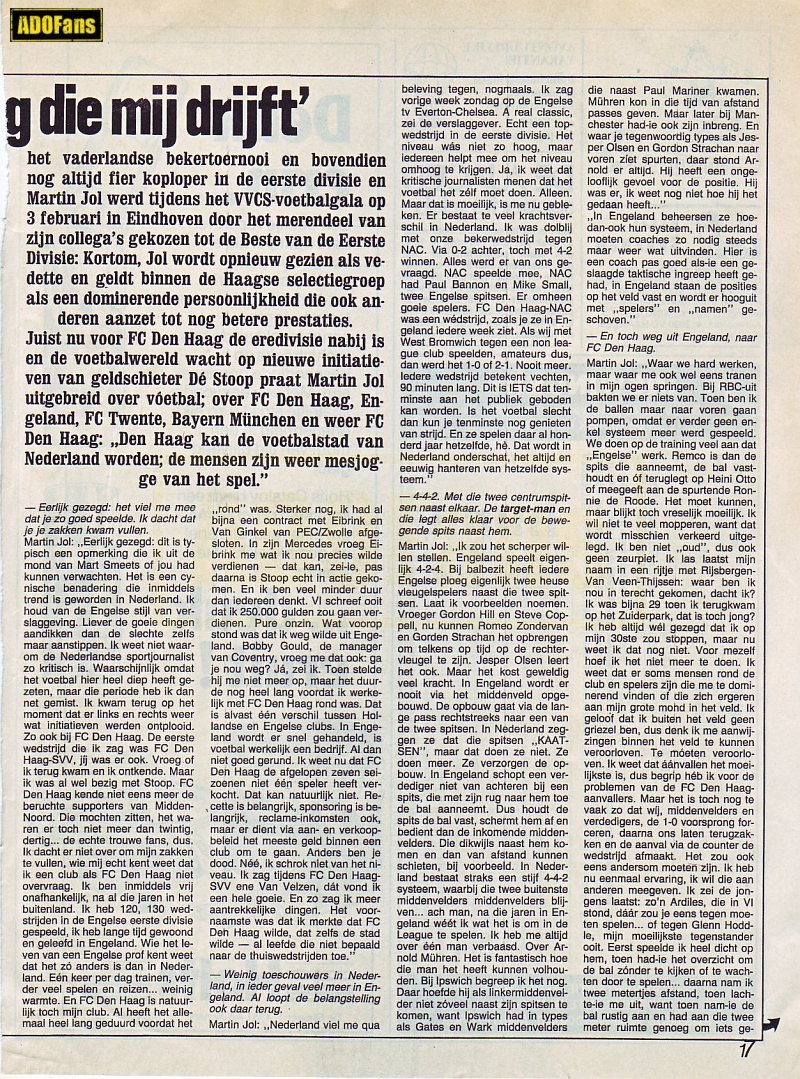 ADOFans
g die mij drijft’
het vaderlandse bekertoernooi en bovendien
nog altijd fier koploper in de eerste divisie en
Martin Jol werd tijdens het VVCS-voetbalgala op
3 februari in Eindhoven door het merendeel van
zijn collega's gekozen tot de Beste van de Eerste
Divisie: Kortom, Jol wordt opnieuw gezien als ve-
dette en geldt binnen de Haagse selectiegroep
als een dominerende persoonlijkheid die ook an-
deren aanzet tot nog betere prestaties.
Juist nu voor FC Den Haag de eredivisie nabij is
en de voetbalwereld wacht op nieuwe initiatie-
ven van geldschieter Dé Stoop praat Martin Jol
uitgebreid over vóetbal; over FC Den Haag, En-
geland, FC Twente, Bayern München en weer FC
Den Haag: „Den Haag kan de voetbalstad van
Nederland worden; de mensen zijn weer mesjog-
ge van het spel.”
— Eerlijk gezegd: het viel me mee
dat je zo goed speelde. Ik dacht dat
je je zakken kwam vullen.
Martin Jol: „Eerlijk gezegd: dit is ty-
pisch een opmerking die ik uit de
mond van Mart Smeets of jou had
kunnen verwachten. Het is een cy-
nische benadering die inmiddels
trend is geworden in Nederland. Ik
houd van de Engelse stijl van ver-
slaggeving. Liever de goede dingen
aandikken dan de slechte zelfs
maar aanstippen. Ik weet niet waar-
om de Nederlandse sportjournalist
zo kritisch is. Waarschijnlijk omdat
het voetbal hier heel diep heeft ge-
zeten, maar die periode heb ik dan
net gemist. Ik kwam terug op het
moment dat er links en rechts weer
wat initiatieven werden ontplooid.
Zo ook bij FC Den Haag. De eerste
wedstrijd die ik zag was FC Den
Haag-SVV, jij was er ook. Vroeg of
ik terug kwam en ik ontkende. Maar
ik was al wel bezig met Stoop. FC
Den Haag kende niet eens meer de
beruchte supporters van Midden-
Noord. Die mochten zitten, het wa-
ren er toch niet meer dan twintig,
dertig... de echte trouwe fans, dus.
Ik dacht er niet over om mijn zakken
te vullen, wie mij echt kent weet dat
ik een club als FC Den Haag niet
overvraag. Ik ben inmiddels vrij
onafhankelijk, na al die jaren in het
buitenland. Ik heb 120, 130 wed-
strijden in de Engelse eerste divisie
gespeeld, ik heb lange tijd gewoond
en geleefd in Engeland. Wie het le-
ven van een Engelse prof kent weet
dat het zó anders is dan in Neder-
land. Eén keer per dag trainen, ver-
der veel spelen en reizen... weinig
warmte. En FC Den Haag is natuur-
lijk toch mijn club. Al heeft het alle-
maal heel lang geduurd voordat het
„rond” was. Sterker nog, ik had al
bijna een contract met Eibrink en
Van Ginkel van PEC/Zwolle afge-
sloten. In zijn Mercedes vroeg Ei-
brink me wat ik nou precies wilde
verdienen — dat kan, zei-ie, pas
daarna is Stoop echt in actie geko-
men. En ik ben veel minder duur
dan iedereen denkt. VI schreef ooit
dat ik 250.000 gulden zou gaan ver-
dienen. Pure onzin. Wat voorop
stond was dat ik weg wilde uit Enge-
land. Bobby Gould, de manager
van Coventry, vroeg me dat ook: ga
je nou weg? Já, zei ik. Toen stelde
hij me niet meer op, maar het duur-
de nog heel lang voordat ik werke-
lijk met FC Den Haag rond was. Dat
is alvast één verschil tussen Hol-
landse en Engelse clubs. In Enge-
land wordt er snel gehandeld, is
voetbal werkelijk een bedrijf. Al dan
niet goed gerund. Ik weet nu dat FC
Den Haag de afgelopen zeven sei-
zoenen niet één speler heeft ver-
kocht. Dat kan natuurlijk niet. Re-
cette is belangrijk, sponsoring is be-
langrijk, reclame-inkomsten ook,
maar er dient via aan- en verkoop-
beleid het meeste geld binnen een
club om te gaan. Anders ben je
dood. Néé, ik schrok niet van het ni-
veau. Ik zag tijdens FC Den Haag-
SVV ene Van Velzen, dát vond ik
een hele goeie. En zo zag ik meer
aantrekkelijke dingen. Het voor-
naamste was dat ik merkte dat FC
Deh Haag wilde, dat zelfs de stad
wilde — al leefde die niet bepaald
naar de thuiswedstrijden toe.”
— Weinig toeschouwers in Neder-
land, in ieder geval veel meer in En-
geland. Al loopt de belangstelling
ook daar terug.
Martin Jol: „Nederland viel me qua
beleving tegen, nogmaals. Ik zag
vorige week zondag op de Engelse
tv Everton-Chelsea. A real classic,
zei de verslaggever. Echt een top-
wedstrijd in de eerste divisie. Het
niveau wás niet zo hoog, maar
iedereen helpt mee om het niveau
omhoog te krijgen. Ja, ik weet dat
kritische journalisten menen dat het
voetbal het zélf moet doen. Alleen.
Maar dat is moeilijk, is me nu geble-
ken. Er bestaat te veel krachtsver-
schil in Nederland. Ik was dolblij
met onze bekerwedstrijd tegen
NAC. Via 0-2 achter, toch met 4-2
winnen. Alles werd er van ons ge-
vraagd. NAC speelde mee, NAC
had Paul Bannon en Mike Small,
twee Engelse spitsen. Er omheen
goeie spelers. FC Den Haag-NAC
was een wédstrijd, zoals je ze in En-
geland iedere week ziet. Als wij met
West Bromwich tegen een non lea-
gue club speelden, amateurs dus,
dan werd het 1-0 of 2-1. Nooit meer.
Iedere wedstrijd betekent vechten,
90 minuten lang. Dit is IETS dat ten-
minste aan het publiek geboden
kan worden. Is het voetbal slecht
dan kun je tenminste nog genieten
van strijd. En ze spelen daar al hon-
derd jaar hetzelfde, hè. Dat wordt in
Nederland onderschat, het altijd en
eeuwig hanteren van hetzelfde sys-
teem.”
— 4-4-2. Met die twee centrumspit-
sen naast elkaar. De target-man en
die legt alles klaar voor de bewe-
gende spits naast hem.
Martin Jol: „Ik zou het scherper wil-
len stellen. Engeland speelt eigen-
lijk 4-2-4. Bij balbezit heeft iedere
Engelse ploeg eigenlijk twee heuse
vleugelspelers naast die twee spit-
sen. Laat ik voorbeelden noemen.
Vroeger Gordon Hill en Steve Cop-
pell, nu kunnen Romeo Zondervan
en Gorden Strachan het opbrengen
om telkens op tijd op de rechter-
vleugel te zijn. Jesper Olsen leert
het ook. Maar het kost geweldig
veel kracht. In Engeland wordt er
nooit via het middenveld opge-
bouwd. De opbouw gaat via de lan-
ge pass rechtstreeks naar een van
de twee spitsen. In Nederland zeg-
gen ze dat die spitsen „KAAT-
SEN”, maar dat doen ze niet. Ze
doen meer. Ze verzorgen de op-
bouw. In Engeland schopt een ver-
dediger niet van achteren bij een
spits, die met zijn rug naar hem toe
de bal aanneemt. Dus houdt de
spits de bal vast, schermt hem af en
bedient dan de inkomende midden-
velders. Die dikwijls naast hem ko-
men en dan van afstand kunnen
schieten, bij voorbeeld. In Neder-
land bestaat straks een stijf 4-4-2
systeem, waarbij die twee buitenste
middenvelders middenvelders blij-
ven... ach man, na die jaren in En-
geland wéét ik wat het is om in de
League te spelen. Ik heb me altijd
over één man verbaasd. Over Ar-
nold Mühren. Het is fantastisch hoe
die man het heeft kunnen volhou-
den. Bij Ipswich begreep ik het nog.
Daar hoefde hij als linkermiddenvel-
der niet zóveel naast zijn spitsen te
komen, want Ipswich had in types
als Gates en Wark middenvelders
die naast Paul Mariner kwamen.
Mühren kon in die tijd van afstand
passes geven. Maar later bij Man-
chester had-ie ook zijn inbreng. En
waar je tegenwoordig types als Jes-
per Olsen en Gordon Strachan naar
voren zíet spurten, daar stond Ar-
nold er altijd. Hij heeft een onge-
looflijk gevoel voor de positie. Hij
was er, ik weet nog niet hoe hij het
gedaan heeft...”
„In Engeland beheersen ze hoe-
dan-ook hun systeem, in Nederland
moeten coaches zo nodig steeds
maar weer wat uitvinden. Hier is
een coach pas goed als-ie een ge-
slaagde taktische ingreep heeft ge-
had, in Engeland staan de posities
op het veld vast en wordt er hooguit
met „spelers” en „namen” ge-
schoven.”
— En toch weg uit Engeland, naar
FC Den Haag.
Martin Jol: „Waar we hard werken,
maar waar me ook wel eens tranen
in mijn ogen springen. Bij RBC-uit
bakten we er niks van. Toen ben ik
de ballen maar naar voren gaan
pompen, omdat er verder geen en-
kel systeem meer werd gespeeld.
We doen op de training veel aan dat
„Engelse” werk. Remco is dan de
spits die aanneemt, de bal vast-
houdt en óf teruglegt op Heini Otto
of meegeeft aan de spurtende Ron-
nie de Roode. Het moet kunnen,
maar blijkt toch vreselijk moeilijk. Ik
wil niet te veel mopperen, want dat
wordt misschien verkeerd uitge-
legd. Ik ben niet „oud”, dus ook
geen zeurpiet. Ik las laatst mijn
naam in een rijtje met Rijsbergen-
Van Veen-Thijssen: waar ben ik
nou in terecht gekomen, dacht ik?
Ik was bijna 29 toen ik terugkwam
op het Zuiderpark, dat is toch jong?
Ik heb altijd wél gezegd dat ik op
mijn 30ste zou stoppen, maar nu
weet ik dat nog niet. Voor mezelf
hoef ik het niet meer te doen. Ik
weet dat er soms mensen rond de
club en spelers zijn die me te domi-
nerend vinden of die zich ergeren
aan mijn grote mohd in het veld. Ik
geloof dat ik buiten het veld geen
griezel ben, dus denk ik me aanwij-
zingen binnen het veld te kunnen
veroorloven. Te móeten veroorlo-
ven. Ik weet dat áánvallen het moei-
lijkste is, dus begrip héb ik voor de
problemen van de FC Den Haag-
aanvallers. Maar het is toch nog te
vaak zo dat wij, middenvelders en
verdedigers, de 1-0 voorsprong for-
ceren, daarna ons laten terugzak-
ken en de aanval via de counter de
wedstrijd afmaakt. Het zou ook
eens andersom moeten zijn. Ik heb
nu eenmaal ervaring, ik wil die aan
anderen meegeven. Ik zei de jon-
gens laatst: zo'n Ardiles, die in VI
stond, dáár zou je eens tegen moe-
ten spelen... of tegen Glenn Hodd-
le, mijn moeilijkste tegenstander
ooit. Eerst speelde ik heel dicht op
hem, toen had-ie het overzicht om
de bal zónder te kijken of te wach-
ten door te spelen... daarna nam ik
twee metertjes afstand, toen lach-
te-ie me uit, want toen nam-ie de
bal rustig aan en had aan die twee
meter ruimte genoeg om iets ge-
17